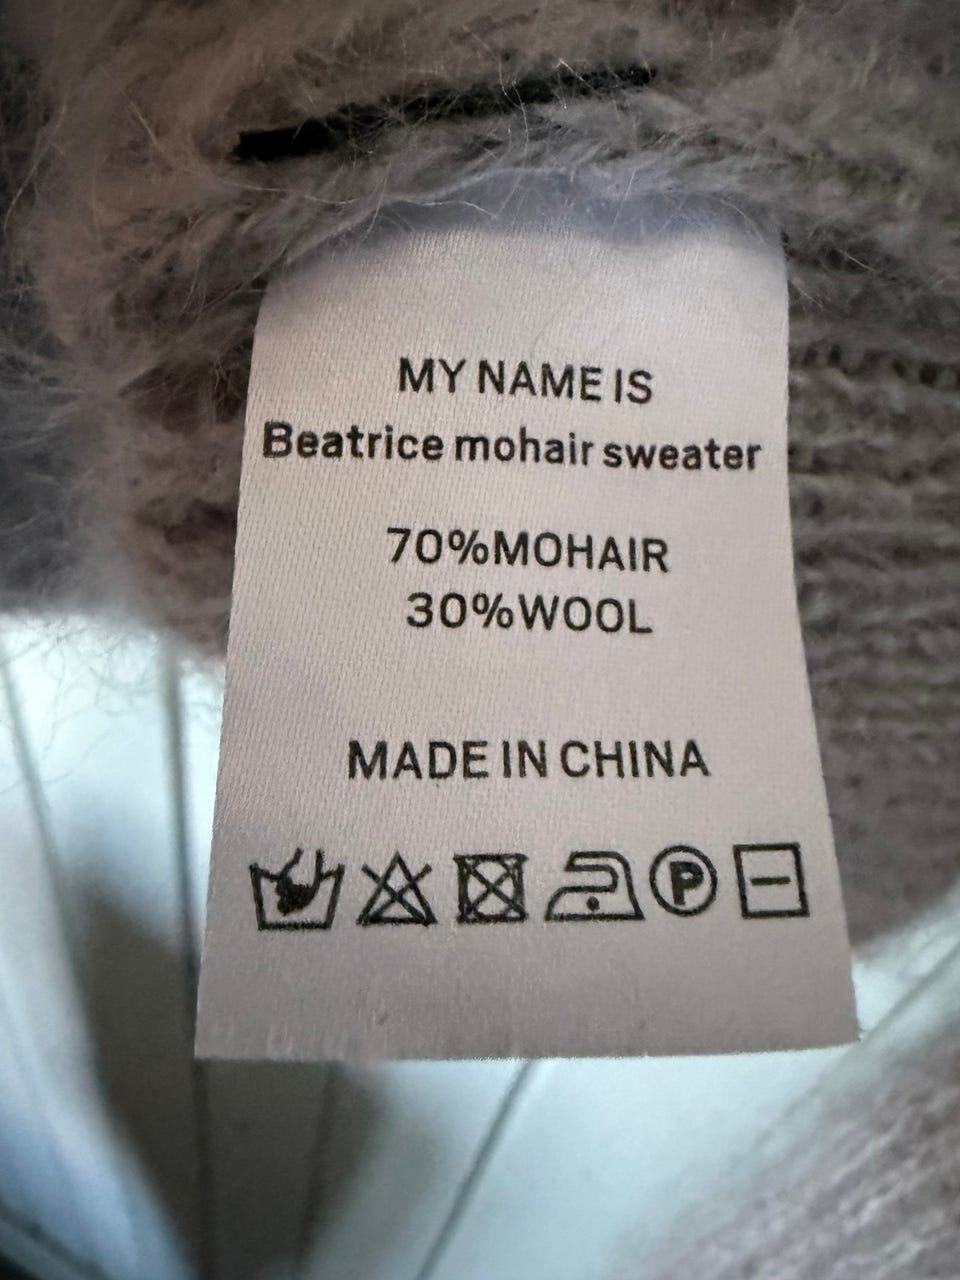 MY NAME IS
Beatrice mohair sweater
70%MOHAIR
30%WOOL
MADE IN CHINA
P